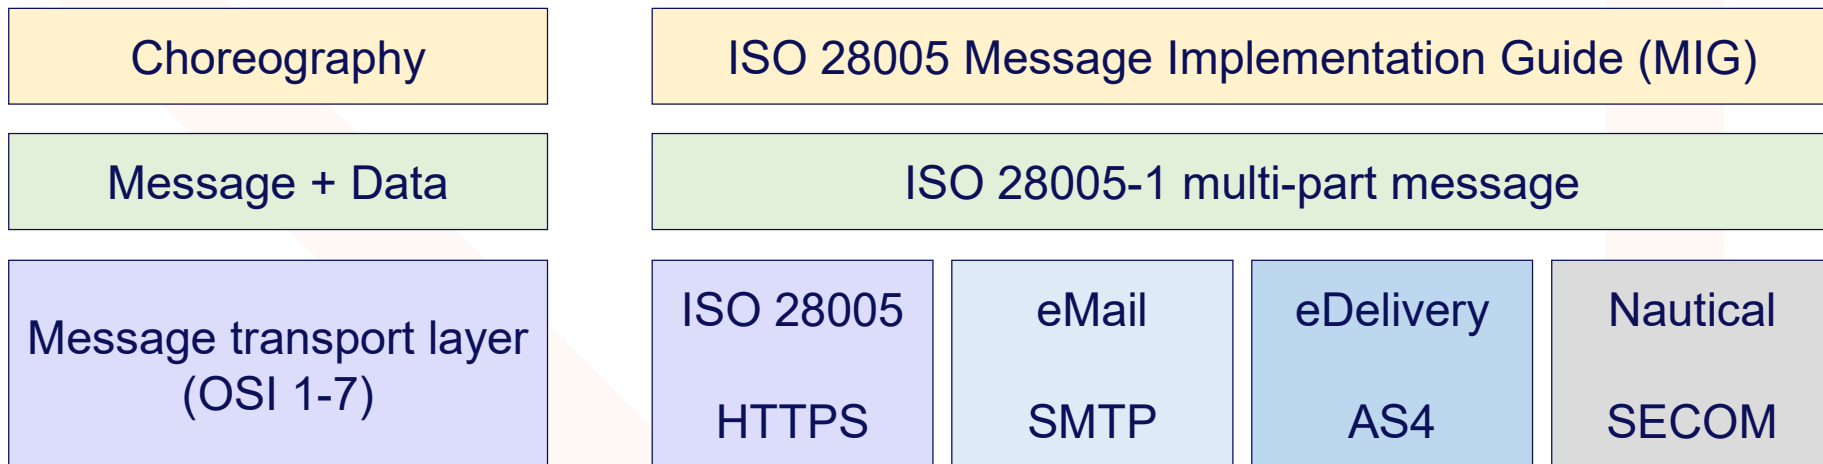 Choreography
ISO 28005 Message Implementation Guide (MIG)
Message + Data
ISO 28005-1 multi-part message
Message transport layer
(OSI 1-7)
ISO 28005
HTTPS
eMail
SMTP
eDelivery
AS4
Nautical
SECOM